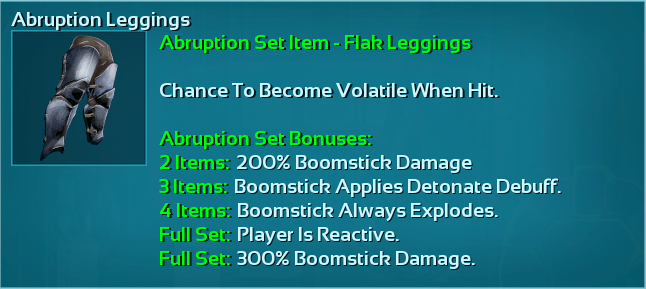 Abruption Leggings
Abruption Set Item - Flak Leggings
Chance To Become Volatile When Hit.
Abruption Set Bonuses:
2 Items: 200% Boomstick Damage
3 Items: Boomstick Applies Detonate Debuff.
4 Items: Boomstick Always Explodes.
Full Set: Player Is Reactive.
Full Set: 300% Boomstick Damage.